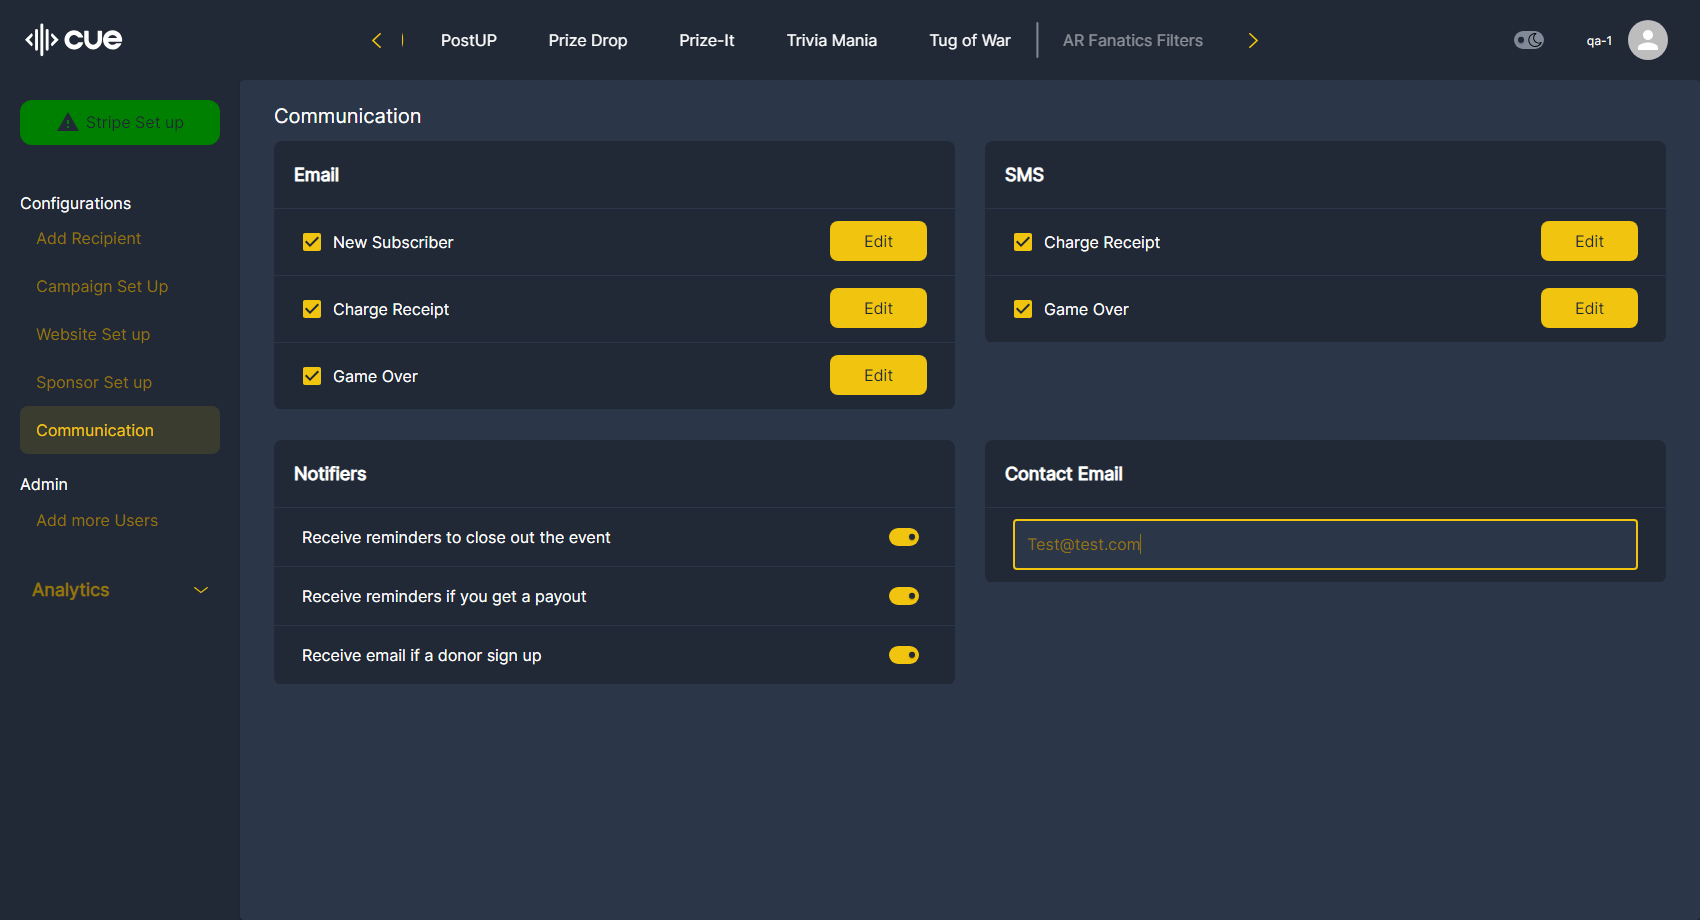 cue
PostUP Prize Drop Prize-It Trivia Mania Tug of War AR Fanatics Filters qa-1
Stripe Set up
Configurations
Add Recipient
Campaign Set Up
Website Set up
Sponsor Set up
Communication
Admin
Add more Users
Analytics
Communication
Email
New Subscriber Edit
Charge Receipt Edit
Game Over Edit
SMS
Charge Receipt Edit
Game Over Edit
Notifiers
Receive reminders to close out the event
Receive reminders if you get a payout
Receive email if a donor sign up
Contact Email
Test@test.com